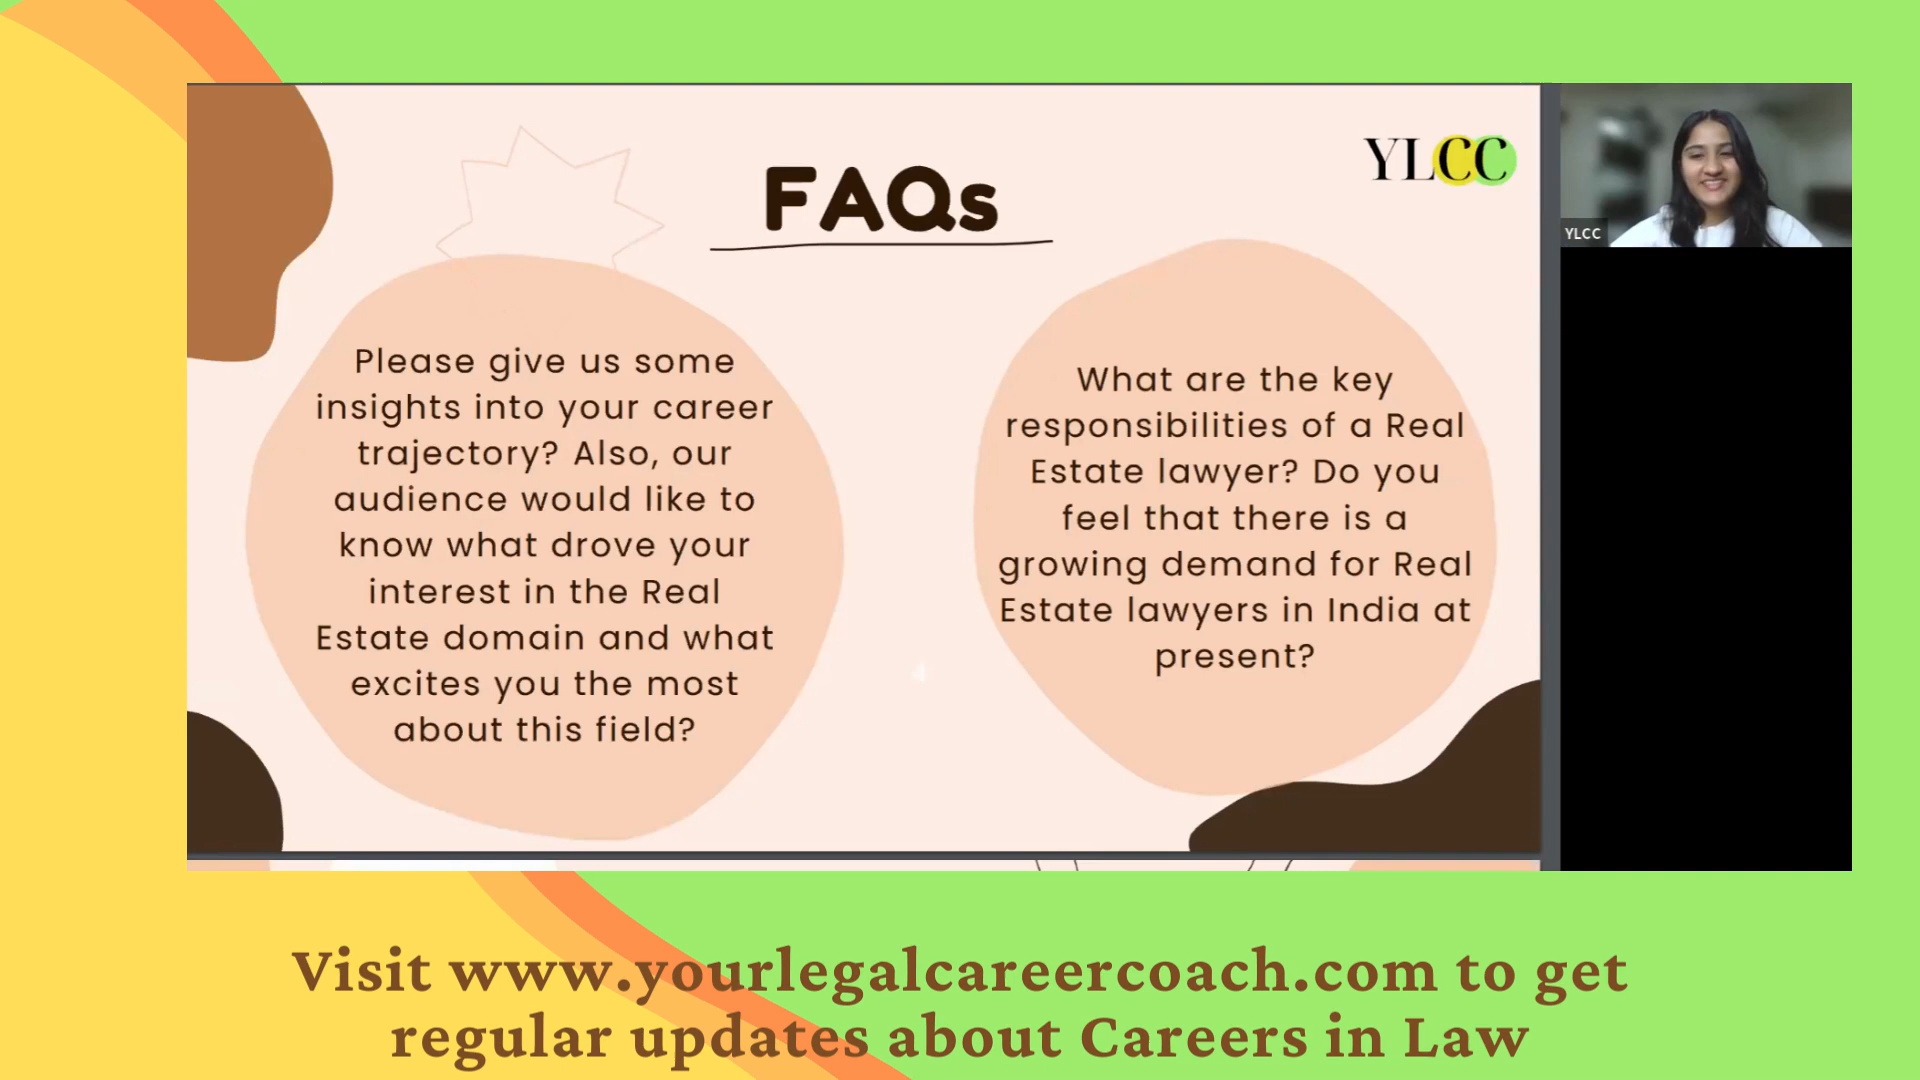 FAQs
YLCC
YLCC
Please give us some
insights into your career
trajectory? Also, our
audience would like to
know what drove your
interest in the Real
Estate domain and what
excites you the most
about this field?
What are the key
responsibilities of a Real
Estate lawyer? Do you
feel that there is a
growing demand for Real
Estate lawyers in India at
present?
Visit www.yourlegalcareercoach.com to get
regular updates about Careers in Law